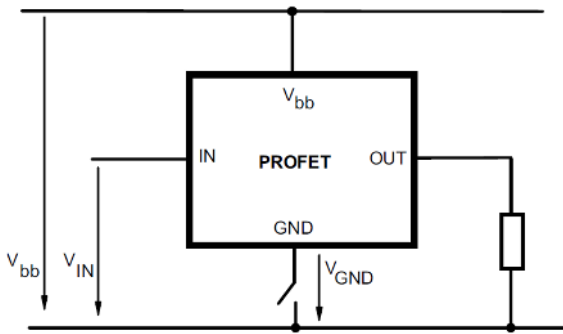 Vbb
IN
PROFET
OUT
GND
Vbb
VIN
VGND